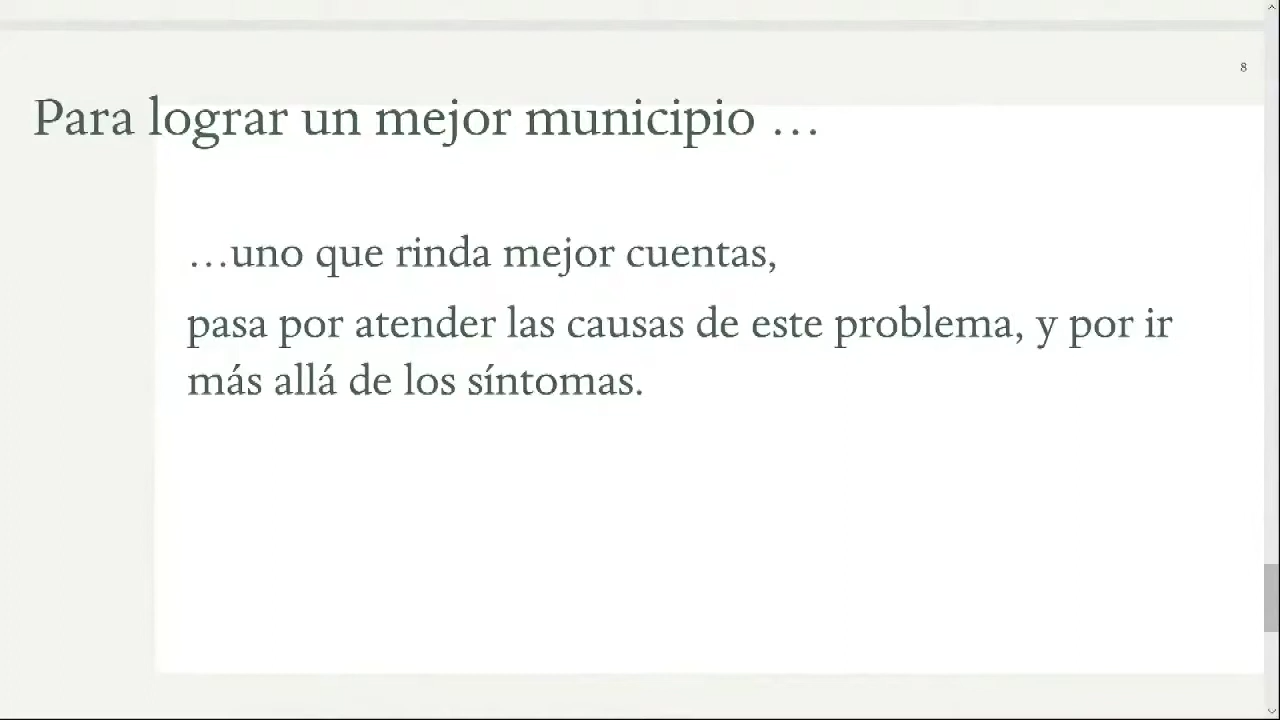 8
Para lograr un mejor municipio …
…uno que rinda mejor cuentas,
pasa por atender las causas de este problema, y por ir
más allá de los síntomas.